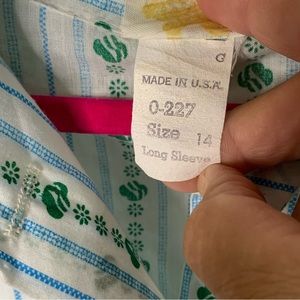 G
MADE IN U.S.A.
0-227
Size 14
Long Sleeve